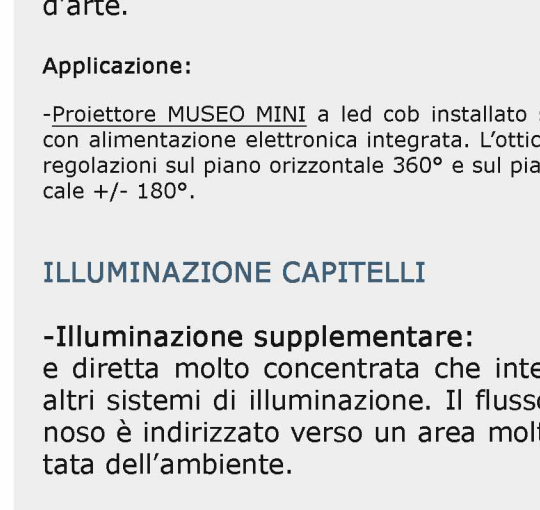 d'arte.
Applicazione:
-Proiettore MUSEO MINI a led cob installato
con alimentazione elettronica integrata. L'ottic
regolazioni sul piano orizzontale 360° e sul pia
cale +/- 180°.
ILLUMINAZIONE CAPITELLI
-Illuminazione supplementare:
e diretta molto concentrata che inte
altri sistemi di illuminazione. Il flusso
noso è indirizzato verso un area molt
tata dell'ambiente.